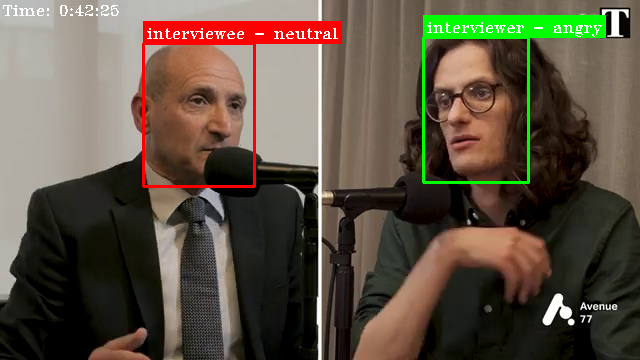 Time: 0:42:25
interviewee - neutral
interviewer - angry
T
Avenue
77